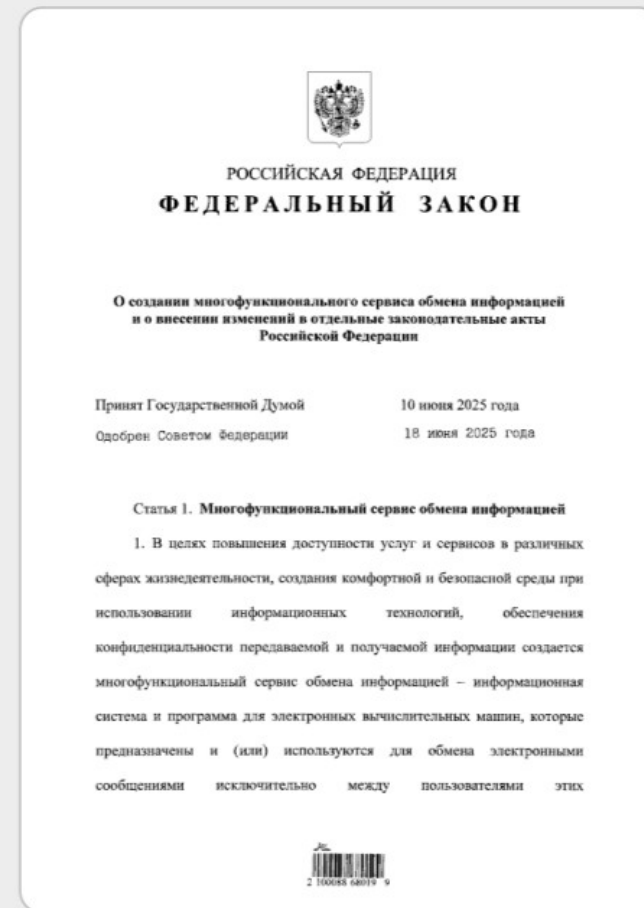 РОССИЙСКАЯ ФЕДЕРАЦИЯ
ФЕДЕРАЛЬНЫЙ ЗАКОН
О создании многофункционального сервиса обмена информацией
и о внесении изменений в отдельные законодательные акты
Российской Федерации
Принят Государственной Думой 10 июня 2025 года
Одобрен Советом Федерации 18 июня 2025 года
Статья 1. Многофункциональный сервис обмена информацией
1. В целях повышения доступности услуг и сервисов в различных
сферах жизнедеятельности, создания комфортной и безопасной среды при
использовании информационных технологий, обеспечения
конфиденциальности передаваемой и получаемой информации создается
многофункциональный сервис обмена информацией – информационная
система и программа для электронных вычислительных машин, которые
предназначены и (или) используются для обмена электронными
сообщениями исключительно между пользователями этих
2 100088 68019 9